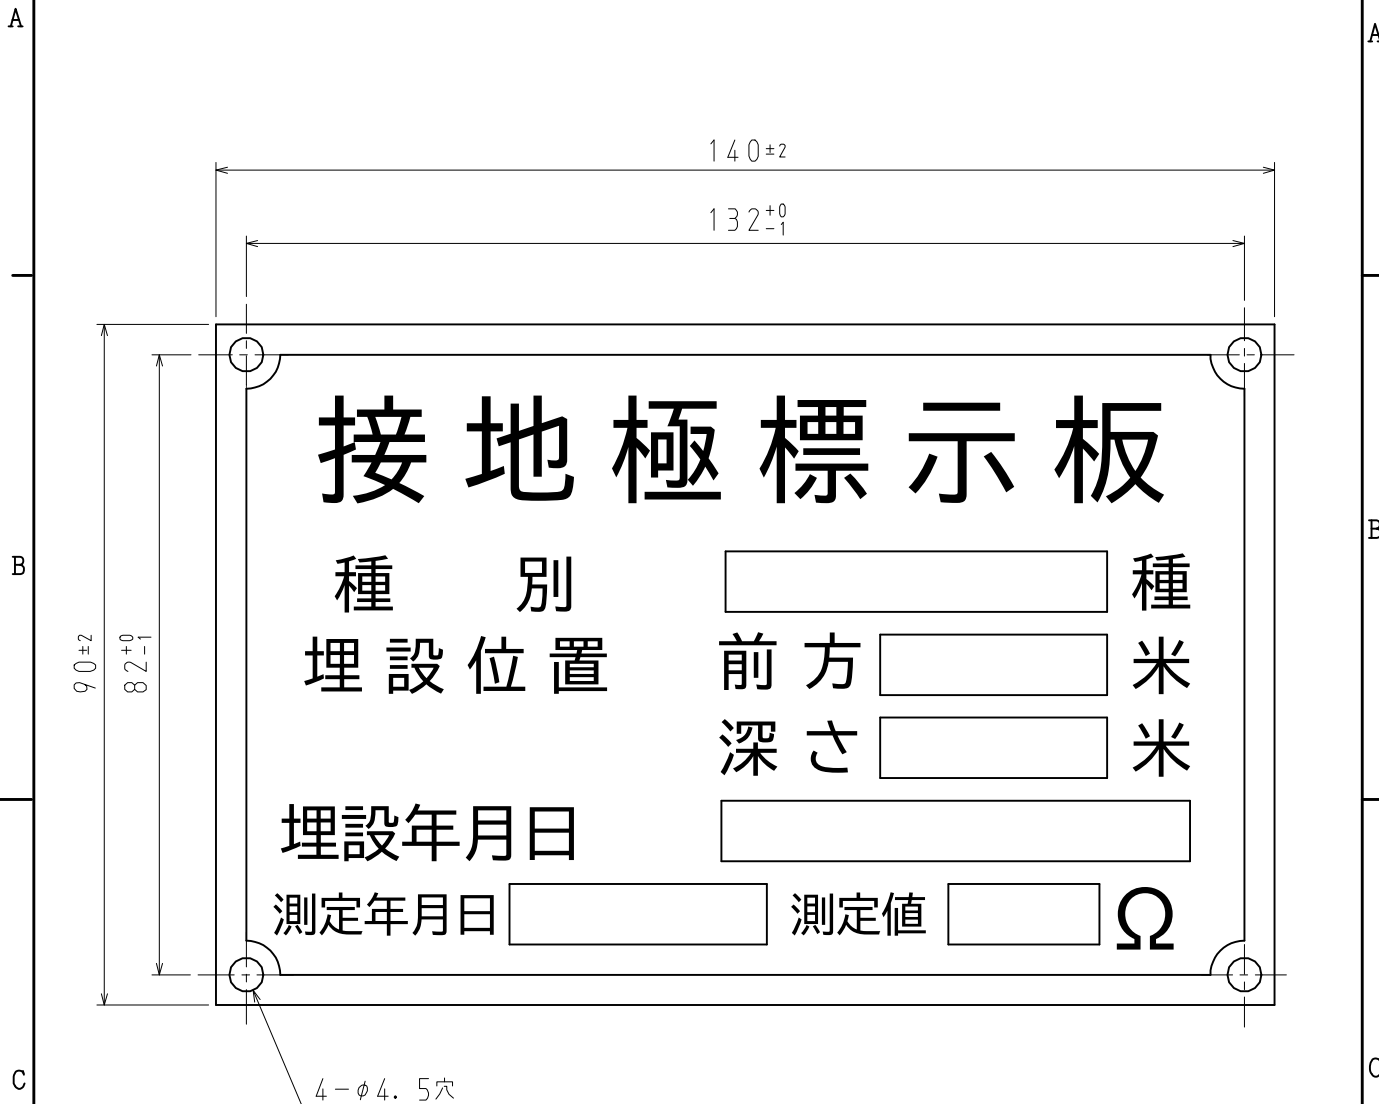 A A
140±2
132+0-1
接地極標示板
種別 種
埋設位置 前方 米
深さ 米
埋設年月日
測定年月日 測定値 Ω
B B
90±2
82+0-1
4-φ4.5穴
C C